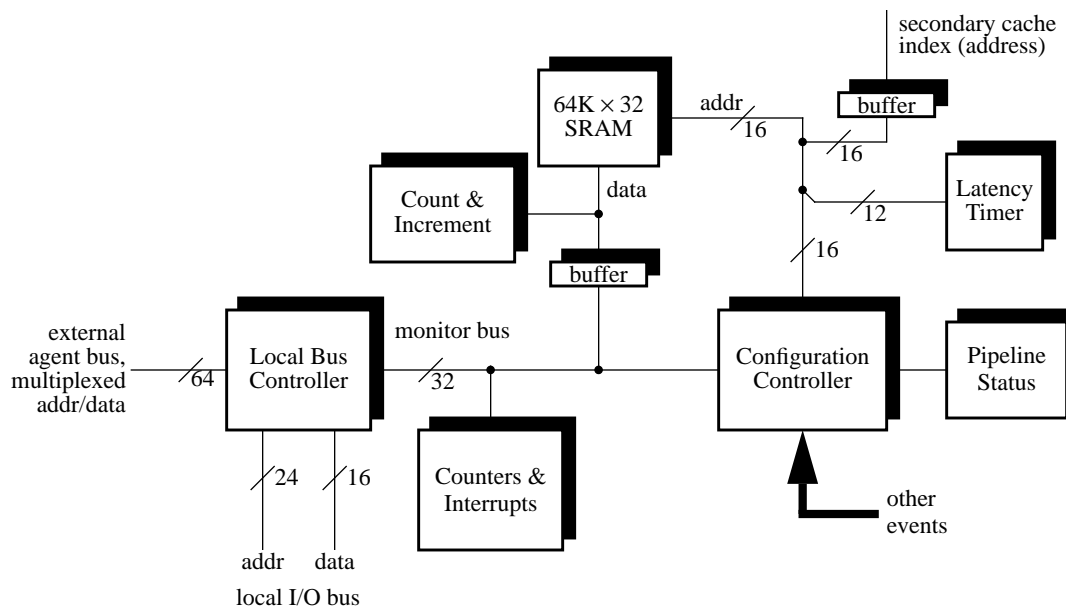 secondary cache
index (address)
buffer
64K × 32
SRAM
addr
16
16
Latency
Timer
12
Count &
Increment
data
buffer
16
external
agent bus,
multiplexed
addr/data
64
Local Bus
Controller
monitor bus
32
Configuration
Controller
Pipeline
Status
24
16
Counters &
Interrupts
other
events
addr
data
local I/O bus